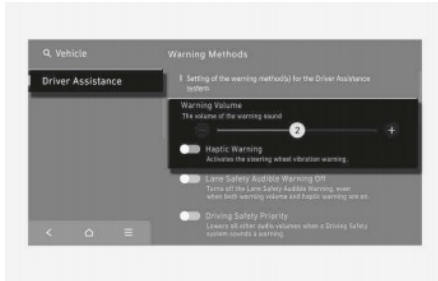 Vehicle
Warning Methods
Driver Assistance
Setting of the warning method(s) for the Driver Assistance
system
Warning Volume
The volume of the warning sound
2
Haptic Warning
Activates the steering wheel vibration warning.
Lane Safety Audible Warning Off
Turns off the Lane Safety Audible Warning, even
when both warning volume and haptic warning are on.
Driving Safety Priority
Lowers all other audio volumes when a Driving Safety
system sounds a warning.